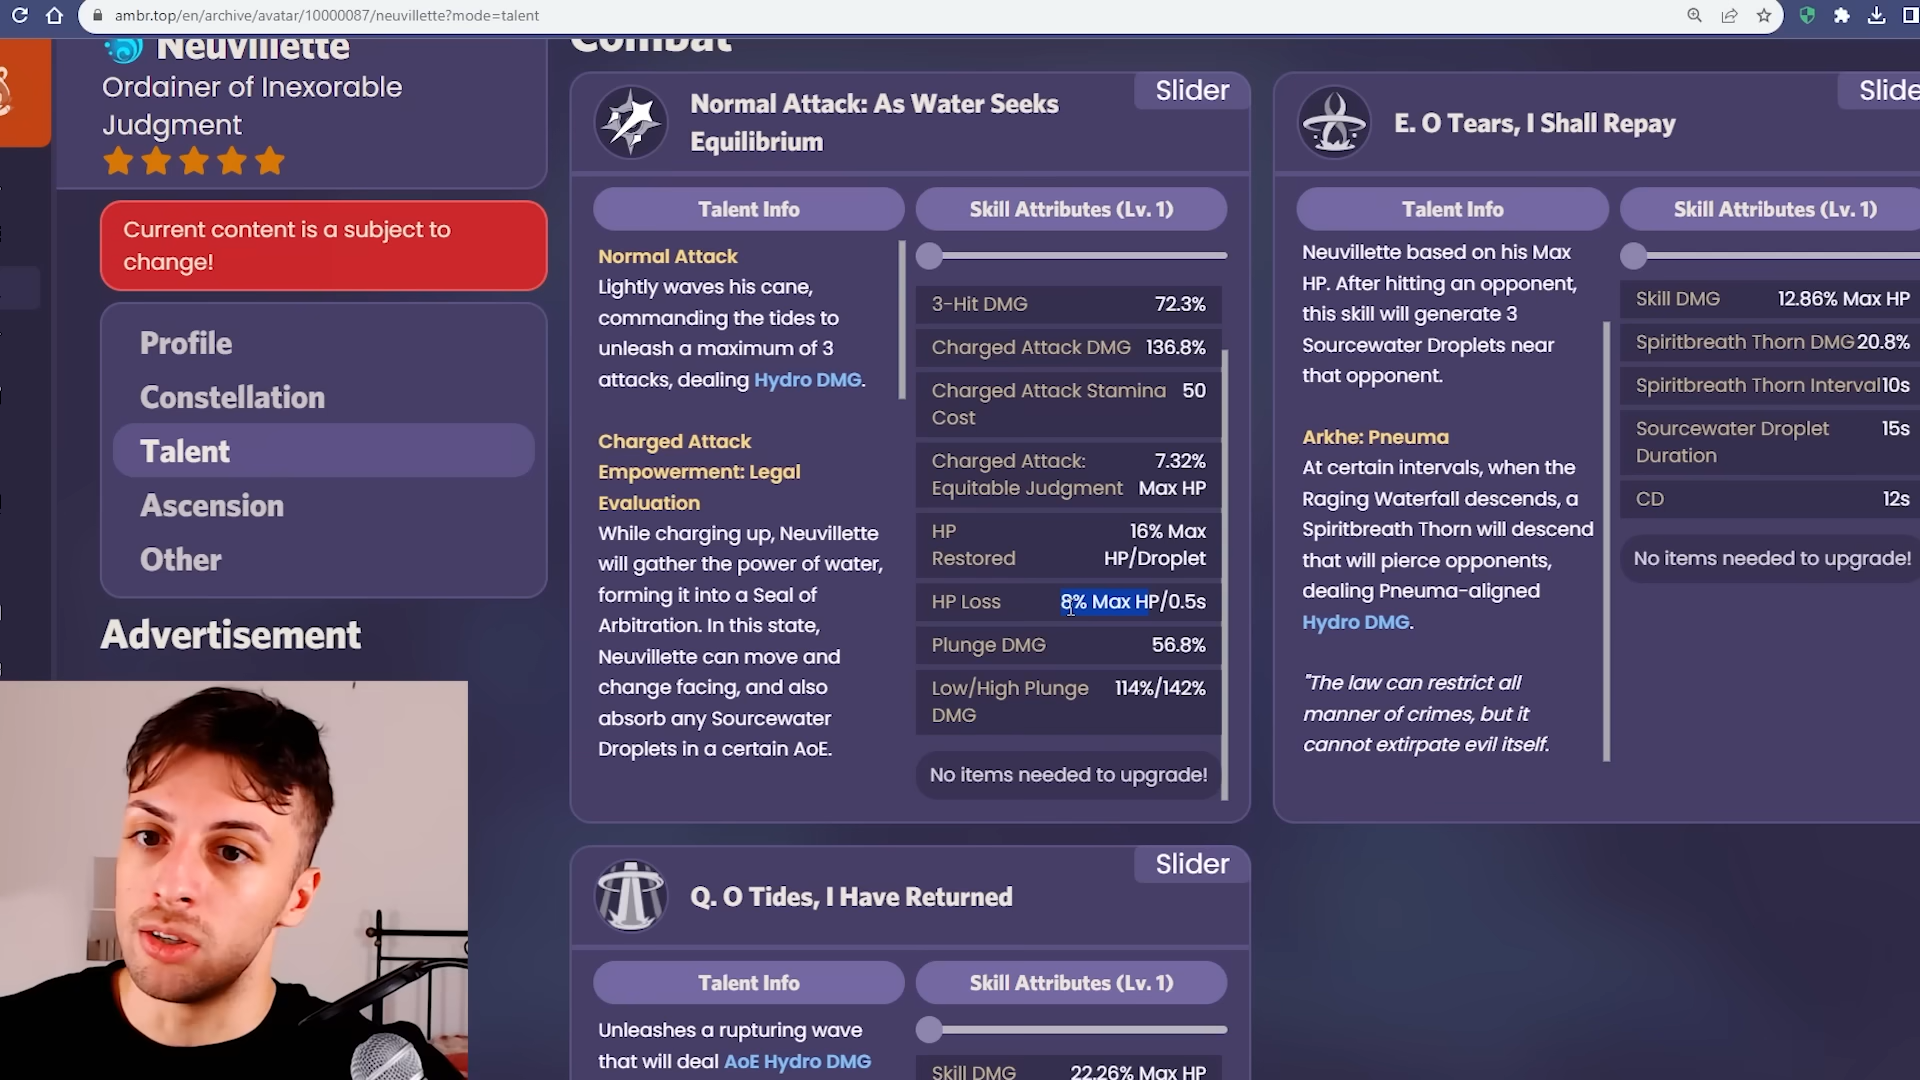 ambr.top/en/archive/avatar/10000087/neuvillette?mode=talent
Neuvillette
Ordainer of Inexorable
Judgment
Current content is a subject to
change!
Profile
Constellation
Talent
Ascension
Other
Advertisement
Combat
Normal Attack: As Water Seeks
Equilibrium
Slider
Talent Info
Skill Attributes (Lv. 1)
Normal Attack
Lightly waves his cane,
commanding the tides to
unleash a maximum of 3
attacks, dealing Hydro DMG.
Charged Attack
Empowerment: Legal
Evaluation
While charging up, Neuvillette
will gather the power of water,
forming it into a Seal of
Arbitration. In this state,
Neuvillette can move and
change facing, and also
absorb any Sourcewater
Droplets in a certain AoE.
3-Hit DMG 72.3%
Charged Attack DMG 136.8%
Charged Attack Stamina 50
Cost
Charged Attack: 7.32%
Equitable Judgment Max HP
HP 16% Max
Restored HP/Droplet
HP Loss 8% Max HP/0.5s
Plunge DMG 56.8%
Low/High Plunge 114%/142%
DMG
No items needed to upgrade!
E. O Tears, I Shall Repay
Slide
Talent Info
Skill Attributes (Lv. 1)
Neuvillette based on his Max
HP. After hitting an opponent,
this skill will generate 3
Sourcewater Droplets near
that opponent.
Arkhe: Pneuma
At certain intervals, when the
Raging Waterfall descends, a
Spiritbreath Thorn will descend
that will pierce opponents,
dealing Pneuma-aligned
Hydro DMG.
"The law can restrict all
manner of crimes, but it
cannot extirpate evil itself.
Skill DMG 12.86% Max HP
Spiritbreath Thorn DMG 20.8%
Spiritbreath Thorn Interval 10s
Sourcewater Droplet 15s
Duration
CD 12s
No items needed to upgrade!
Q. O Tides, I Have Returned
Slider
Talent Info
Skill Attributes (Lv. 1)
Unleashes a rupturing wave
that will deal AoE Hydro DMG
Skill DMG 22.26% Max HP